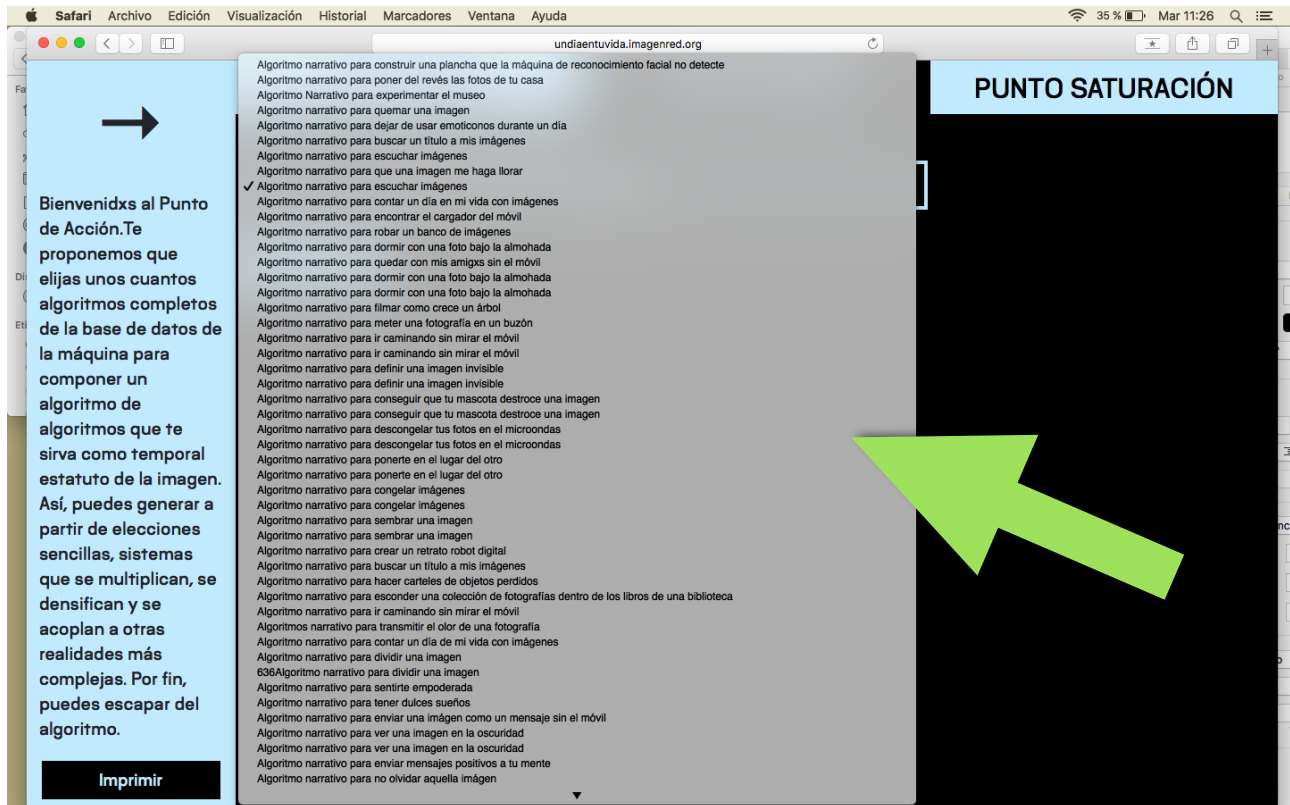 Safari Archivo Edición Visualización Historial Marcadores Ventana Ayuda 35 % Mar 11:26
undiaentuvida.imagenred.org
PUNTO SATURACIÓN
Bienvenidxs al Punto
de Acción.Te
proponemos que
elijas unos cuantos
algoritmos completos
de la base de datos de
la máquina para
componer un
algoritmo de
algoritmos que te
sirva como temporal
estatuto de la imagen.
Así, puedes generar a
partir de elecciones
sencillas, sistemas
que se multiplican, se
densifican y se
acoplan a otras
realidades más
complejas. Por fin,
puedes escapar del
algoritmo.
Imprimir
Algoritmo narrativo para construir una plancha que la máquina de reconocimiento facial no detecte
Algoritmo narrativo para poner del revés las fotos de tu casa
Algoritmo Narrativo para experimentar el museo
Algoritmo narrativo para quemar una imagen
Algoritmo narrativo para dejar de usar emoticonos durante un día
Algoritmo narrativo para buscar un título a mis imágenes
Algoritmo narrativo para escuchar imágenes
Algoritmo narrativo para que una imagen me haga llorar
✓ Algoritmo narrativo para escuchar imágenes
Algoritmo narrativo para contar un día en mi vida con imágenes
Algoritmo narrativo para encontrar el cargador del móvil
Algoritmo narrativo para robar un banco de imágenes
Algoritmo narrativo para dormir con una foto bajo la almohada
Algoritmo narrativo para quedar con mis amigxs sin el móvil
Algoritmo narrativo para dormir con una foto bajo la almohada
Algoritmo narrativo para dormir con una foto bajo la almohada
Algoritmo narrativo para filmar como crece un árbol
Algoritmo narrativo para meter una fotografía en un buzón
Algoritmo narrativo para ir caminando sin mirar el móvil
Algoritmo narrativo para ir caminando sin mirar el móvil
Algoritmo narrativo para definir una imagen invisible
Algoritmo narrativo para definir una imagen invisible
Algoritmo narrativo para conseguir que tu mascota destroce una imagen
Algoritmo narrativo para conseguir que tu mascota destroce una imagen
Algoritmo narrativo para descongelar tus fotos en el microondas
Algoritmo narrativo para descongelar tus fotos en el microondas
Algoritmo narrativo para ponerte en el lugar del otro
Algoritmo narrativo para ponerte en el lugar del otro
Algoritmo narrativo para congelar imágenes
Algoritmo narrativo para congelar imágenes
Algoritmo narrativo para sembrar una imagen
Algoritmo narrativo para sembrar una imagen
Algoritmo narrativo para crear un retrato robot digital
Algoritmo narrativo para buscar un título a mis imágenes
Algoritmo narrativo para hacer carteles de objetos perdidos
Algoritmo narrativo para esconder una colección de fotografías dentro de los libros de una biblioteca
Algoritmo narrativo para ir caminando sin mirar el móvil
Algoritmos narrativo para transmitir el olor de una fotografía
Algoritmo narrativo para contar un día de mi vida con imágenes
Algoritmo narrativo para dividir una imagen
636Algoritmo narrativo para dividir una imagen
Algoritmo narrativo para sentirte empoderada
Algoritmo narrativo para tener dulces sueños
Algoritmo narrativo para enviar una imágen como un mensaje sin el móvil
Algoritmo narrativo para ver una imagen en la oscuridad
Algoritmo narrativo para ver una imagen en la oscuridad
Algoritmo narrativo para enviar mensajes positivos a tu mente
Algoritmo narrativo para no olvidar aquella imágen